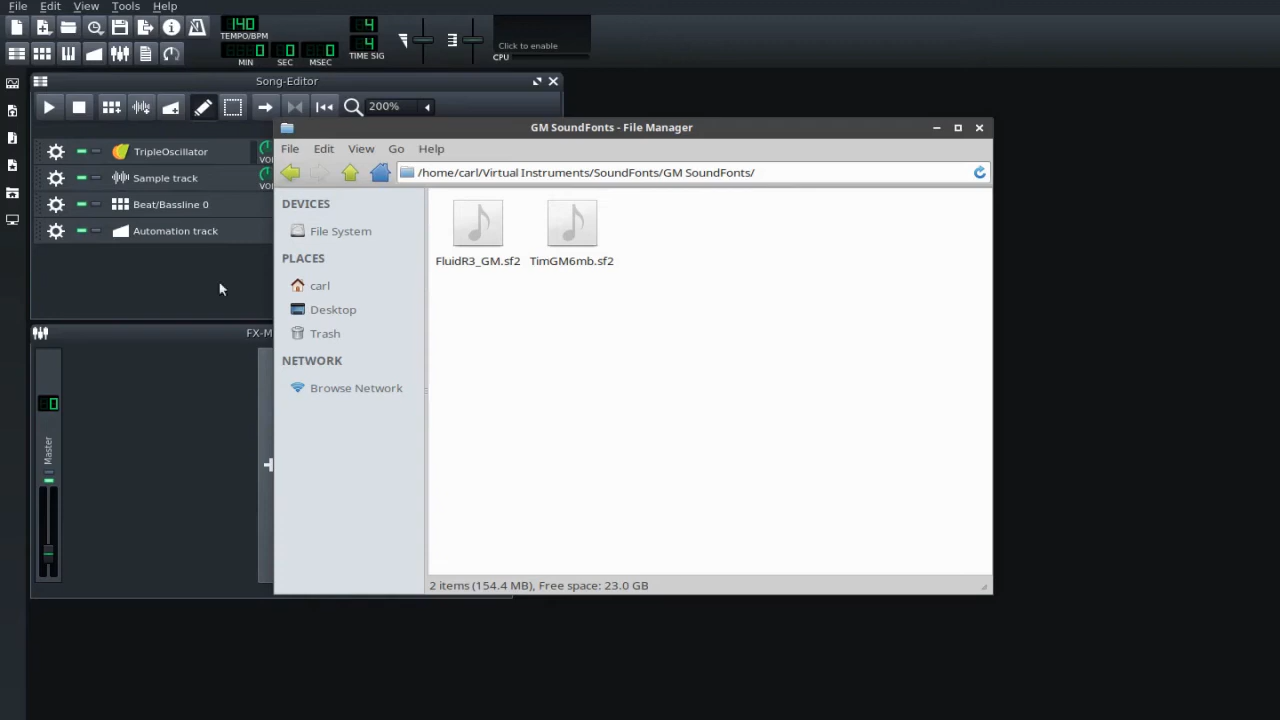 File Edit View Tools Help
140
TEMPO/BPM
0 0 0
MIN SEC MSEC
4
4
TIME SIG
Click to enable
CPU
Song-Editor
200%
TripleOscillator
VOL
Sample track
VOL
Beat/Bassline 0
Automation track
FX-M
0
Master
GM SoundFonts - File Manager
File Edit View Go Help
/home/carl/Virtual Instruments/SoundFonts/GM SoundFonts/
DEVICES
File System
PLACES
carl
Desktop
Trash
NETWORK
Browse Network
FluidR3_GM.sf2 TimGM6mb.sf2
2 items (154.4 MB), Free space: 23.0 GB